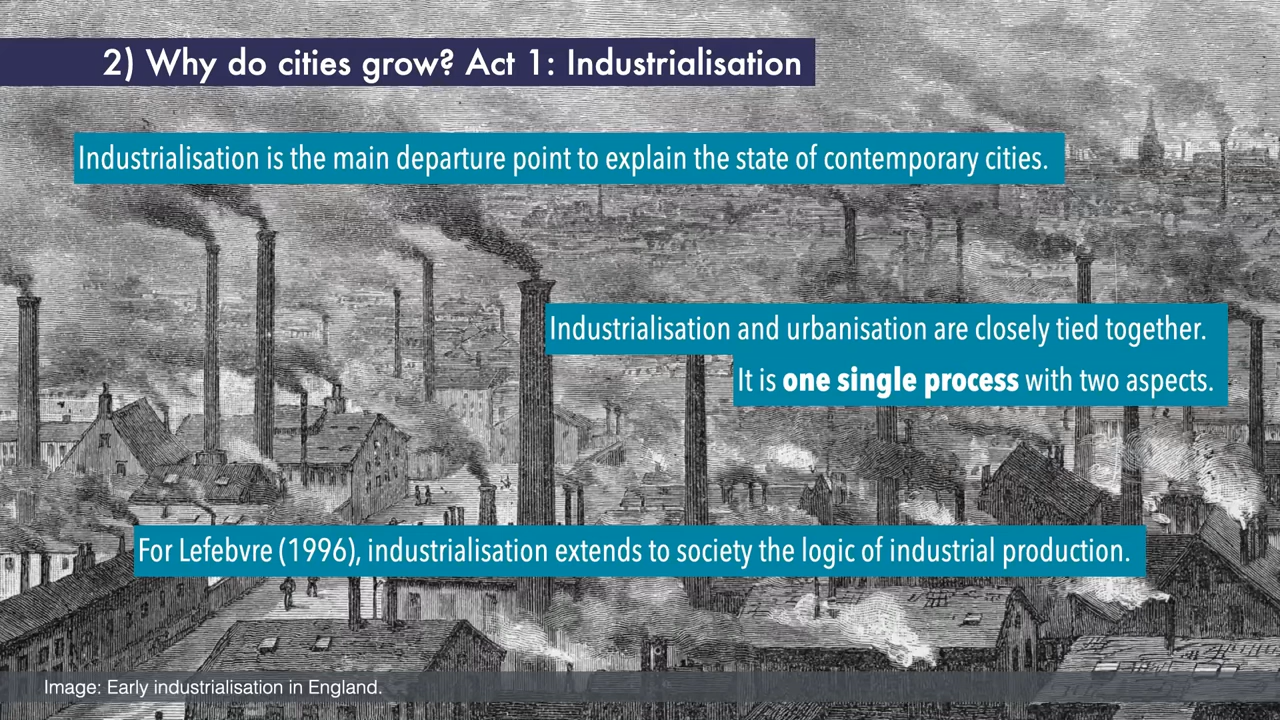 2) Why do cities grow? Act 1: Industrialisation
Industrialisation is the main departure point to explain the state of contemporary cities.
Industrialisation and urbanisation are closely tied together.
It is one single process with two aspects.
For Lefebvre (1996), industrialisation extends to society the logic of industrial production.
Image: Early industrialisation in England.